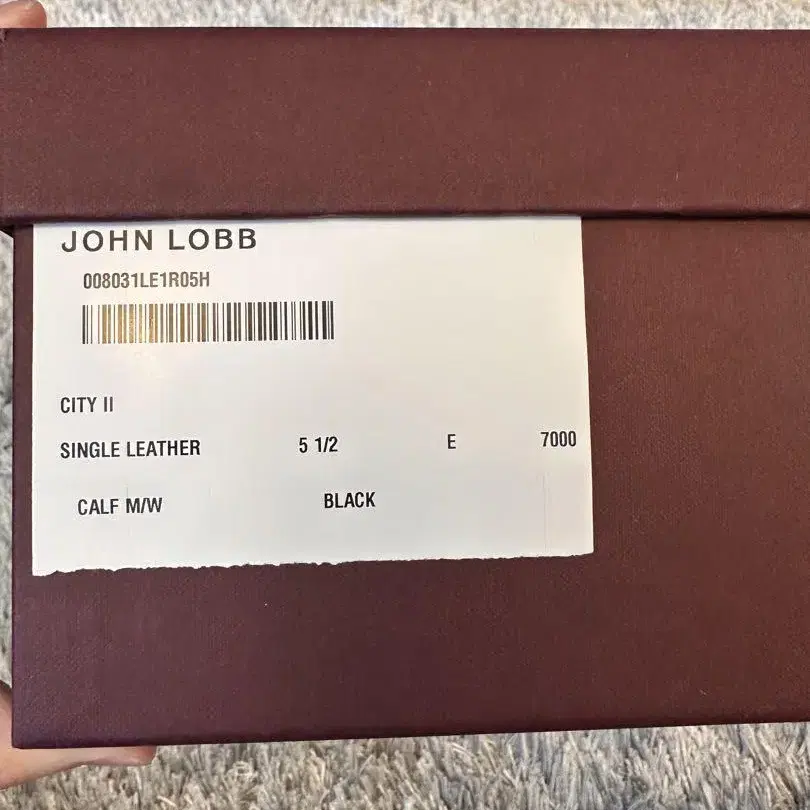 JOHN LOBB
008031LE1R05H
CITY II
SINGLE LEATHER 5 1/2 E 7000
CALF M/W BLACK